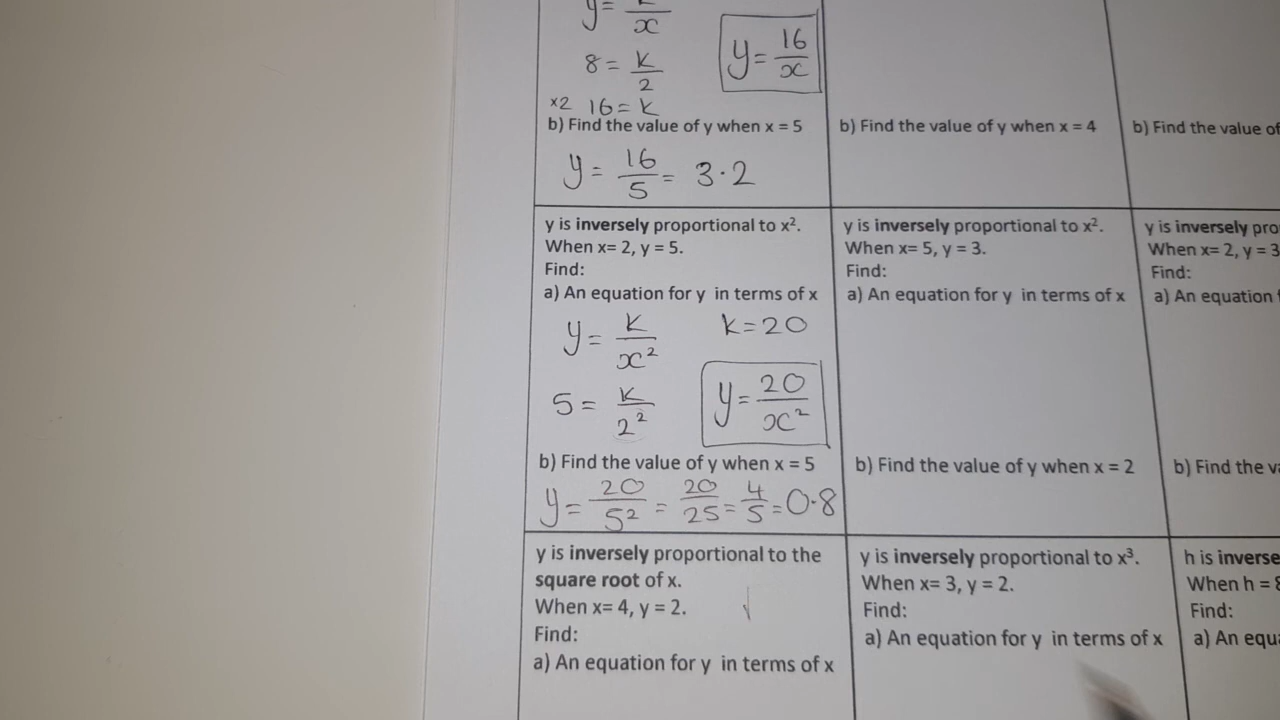 y = k/x
8 = k/2
y = 16/x
×2 16 = k
b) Find the value of y when x = 5
y = 16/5 = 3·2
b) Find the value of y when x = 4
b) Find the value of
y is inversely proportional to x².
When x= 2, y = 5.
Find:
a) An equation for y in terms of x
y = k/x²
k = 20
5 = k/2²
y = 20/x²
b) Find the value of y when x = 5
y = 20/5² = 20/25 = 4/5 = 0·8
y is inversely proportional to x².
When x= 5, y = 3.
Find:
a) An equation for y in terms of x
b) Find the value of y when x = 2
y is inversely pro
When x= 2, y = 3
Find:
a) An equation
b) Find the
y is inversely proportional to the
square root of x.
When x= 4, y = 2.
Find:
a) An equation for y in terms of x
y is inversely proportional to x³.
When x= 3, y = 2.
Find:
a) An equation for y in terms of x
h is inverse
When h = 8
Find:
a) An equ